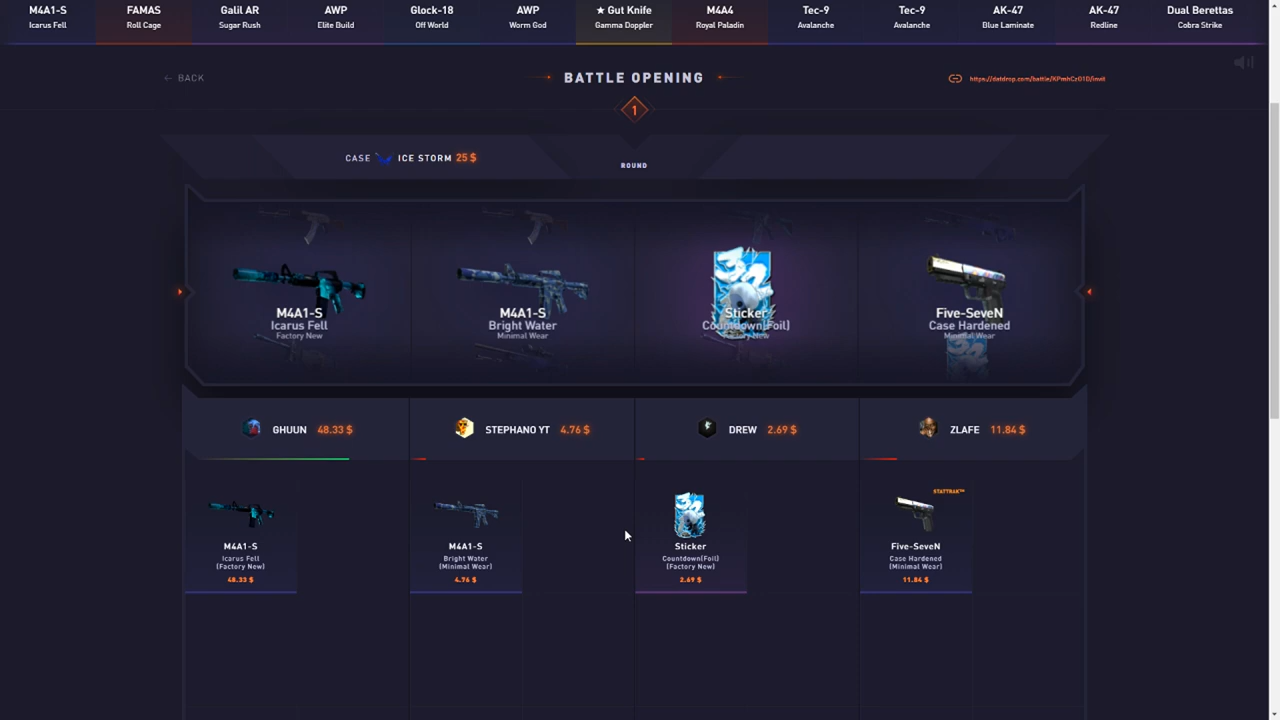 M4A1-S FAMAS Galil AR AWP Glock-18 AWP ★ Gut Knife M4A4 Tec-9 Tec-9 AK-47 AK-47 Dual Berettas
Icarus Fell Roll Cage Sugar Rush Elite Build Off World Worm God Gamma Doppler Royal Paladin Avalanche Avalanche Blue Laminate Redline Cobra Strike
← BACK
BATTLE OPENING
1
CASE ICE STORM 25 $
ROUND
M4A1-S M4A1-S Sticker Five-SeveN
Icarus Fell Bright Water Countdown(Foil) Case Hardened
Factory New Minimal Wear Factory New Minimal Wear
GHUUN 48.33 $ STEPHANO YT 4.76 $ DREW 2.69 $ ZLAFE 11.84 $
STATTRAK™
M4A1-S M4A1-S Sticker Five-SeveN
Icarus Fell Bright Water Countdown(Foil) Case Hardened
(Factory New) (Minimal Wear) (Factory New) (Minimal Wear)
48.33 $ 4.76 $ 2.69 $ 11.84 $